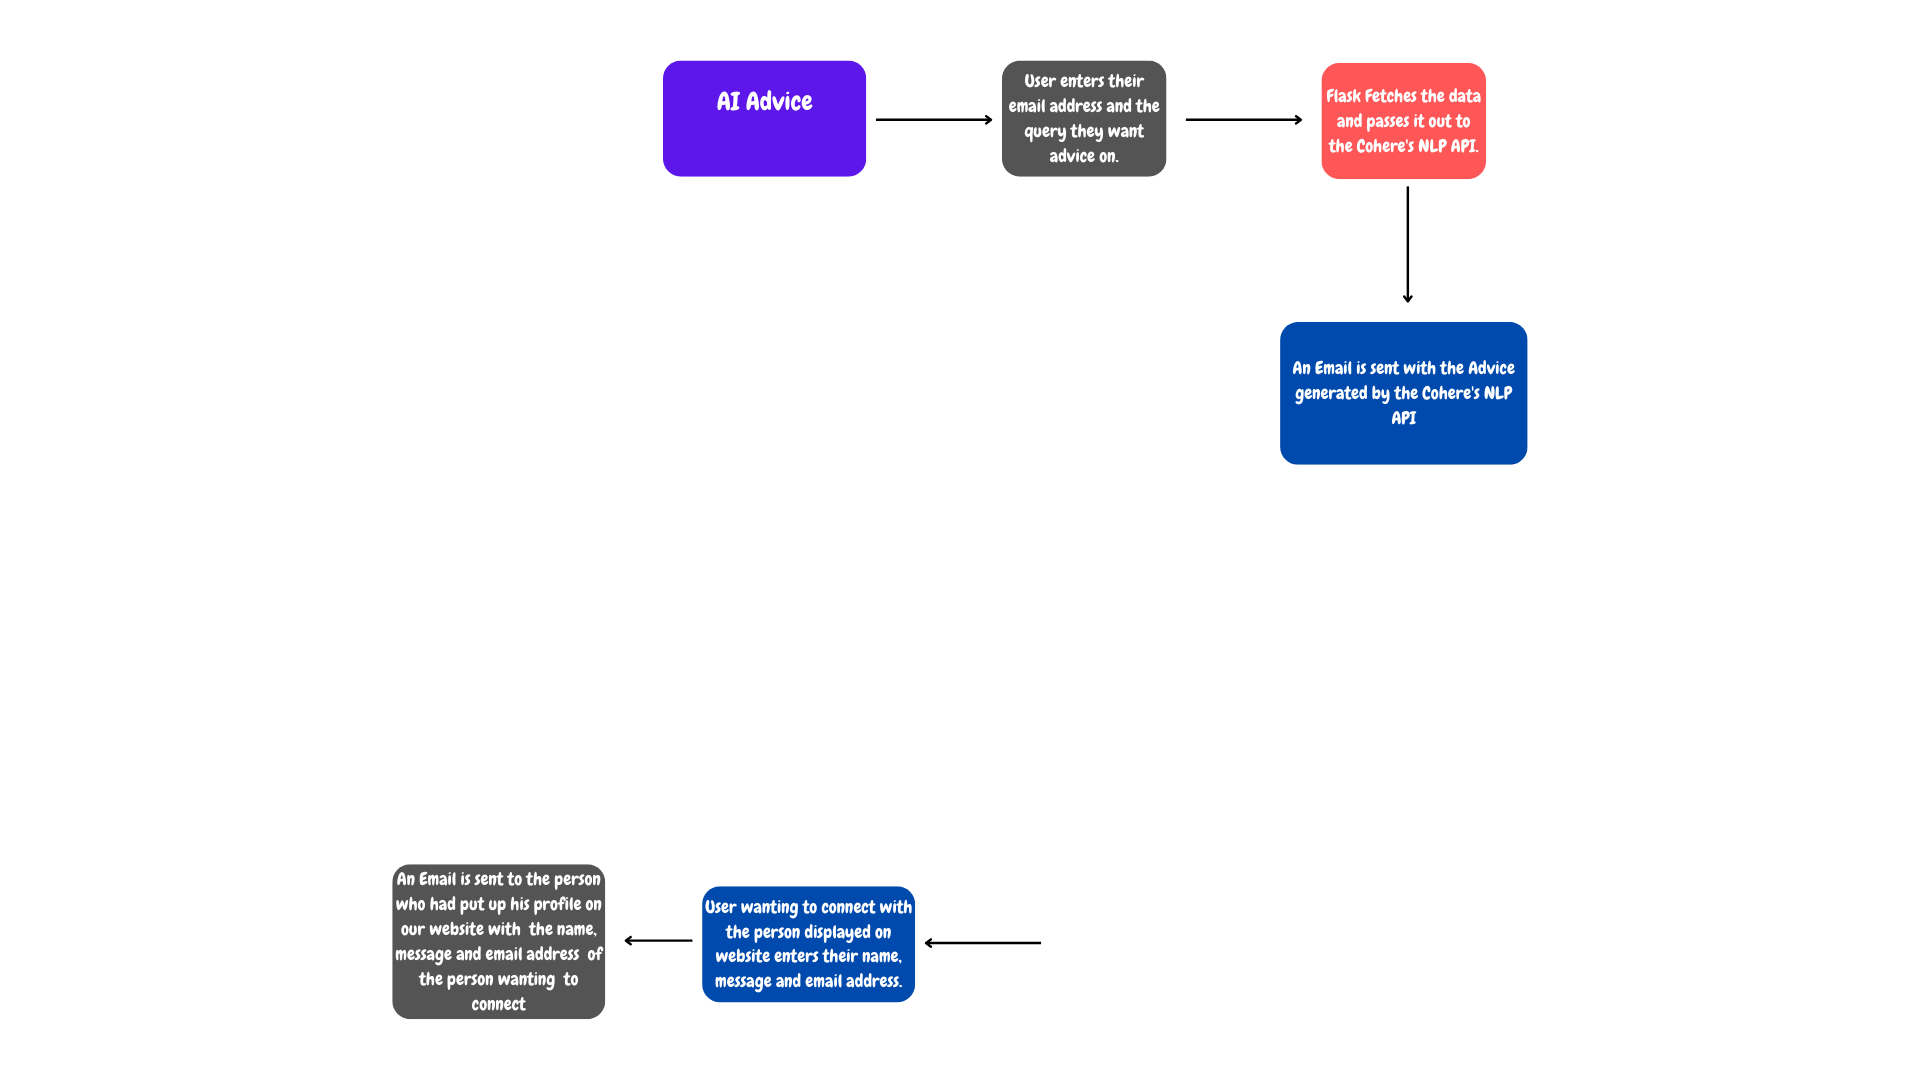 AI Advice
User enters their
email address and the
query they want
advice on.
Flask Fetches the data
and passes it out to
the Cohere's NLP API.
An Email is sent with the Advice
generated by the Cohere's NLP
API
An Email is sent to the person
who had put up his profile on
our website with  the name,
message and email address  of
the person wanting  to
connect
User wanting to connect with
the person displayed on
website enters their name,
message and email address.